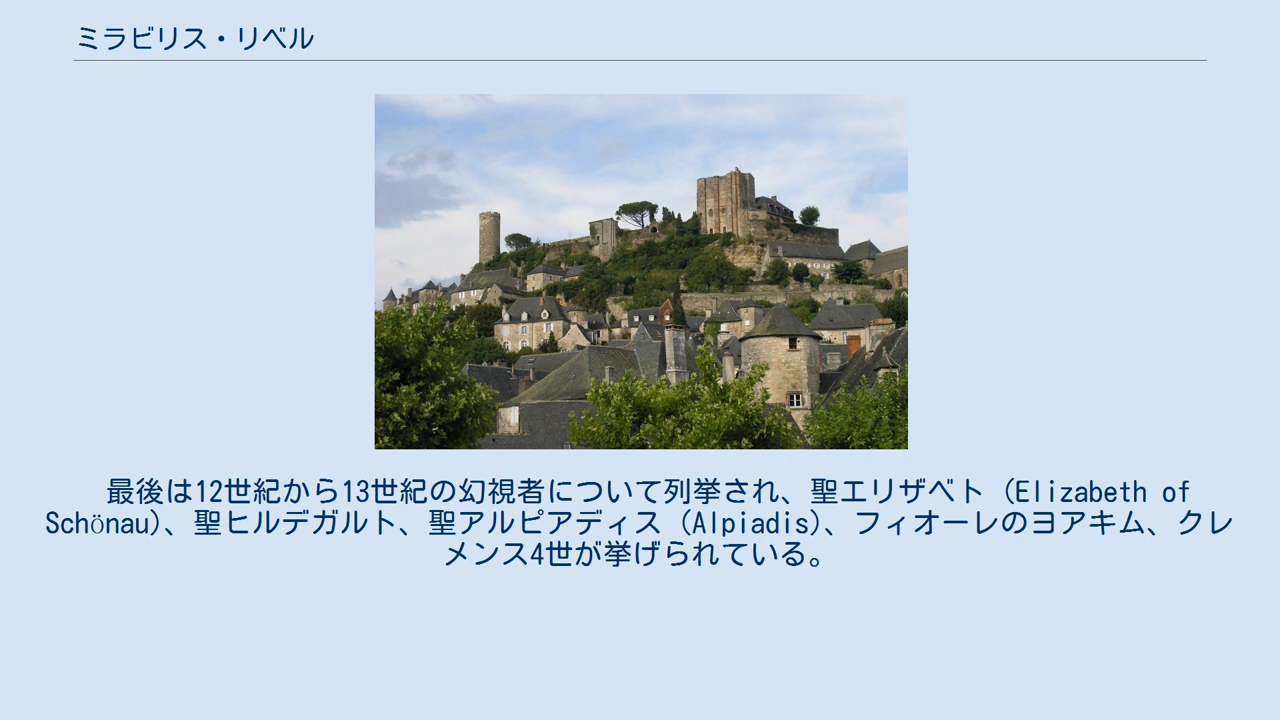 ミラビリス・リベル
最後は12世紀から13世紀の幻視者について列挙され、聖エリザベト (Elizabeth of
Schönau)、聖ヒルデガルト、聖アルピアディス (Alpiadis)、フィオーレのヨアキム、クレ
メンス4世が挙げられている。